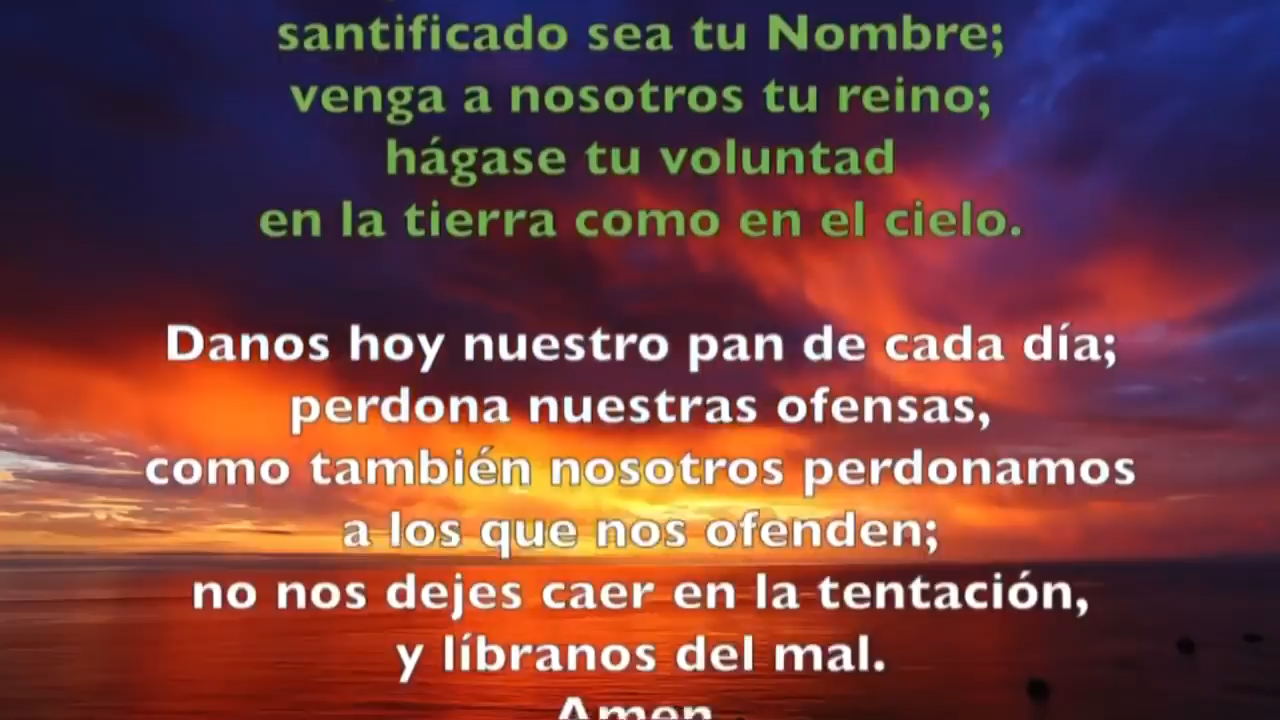 santificado sea tu Nombre;
venga a nosotros tu reino;
hágase tu voluntad
en la tierra como en el cielo.
Danos hoy nuestro pan de cada día;
perdona nuestras ofensas,
como también nosotros perdonamos
a los que nos ofenden;
no nos dejes caer en la tentación,
y líbranos del mal.
Amen